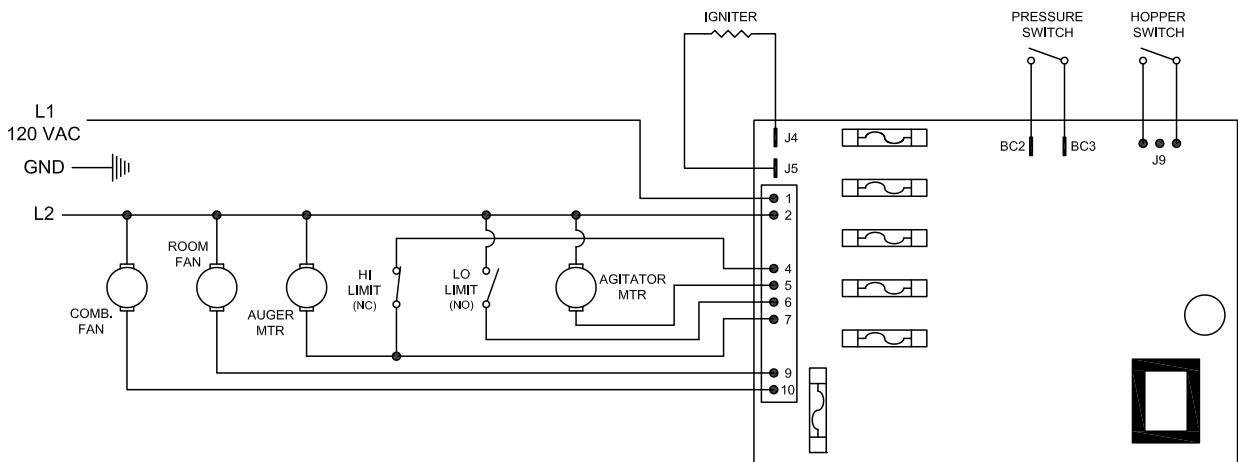 IGNITER
PRESSURE
SWITCH
HOPPER
SWITCH
L1
120 VAC
GND
L2
J4
J5
BC2
BC3
J9
1
2
4
5
6
7
9
10
COMB.
FAN
ROOM
FAN
AUGER
MTR
HI
LIMIT
(NC)
LO
LIMIT
(NO)
AGITATOR
MTR